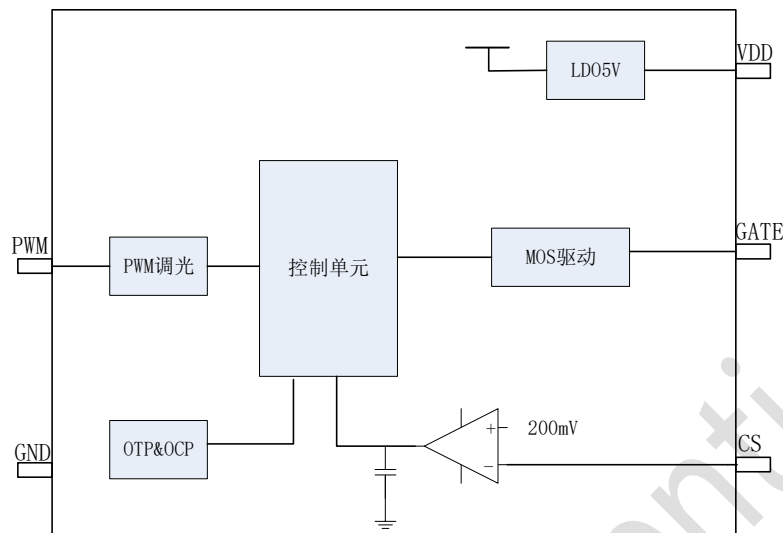 VDD
LDO5V
PWM
PWM调光
控制单元
MOS驱动
GATE
GND
OTP&OCP
+
200mV
−
CS